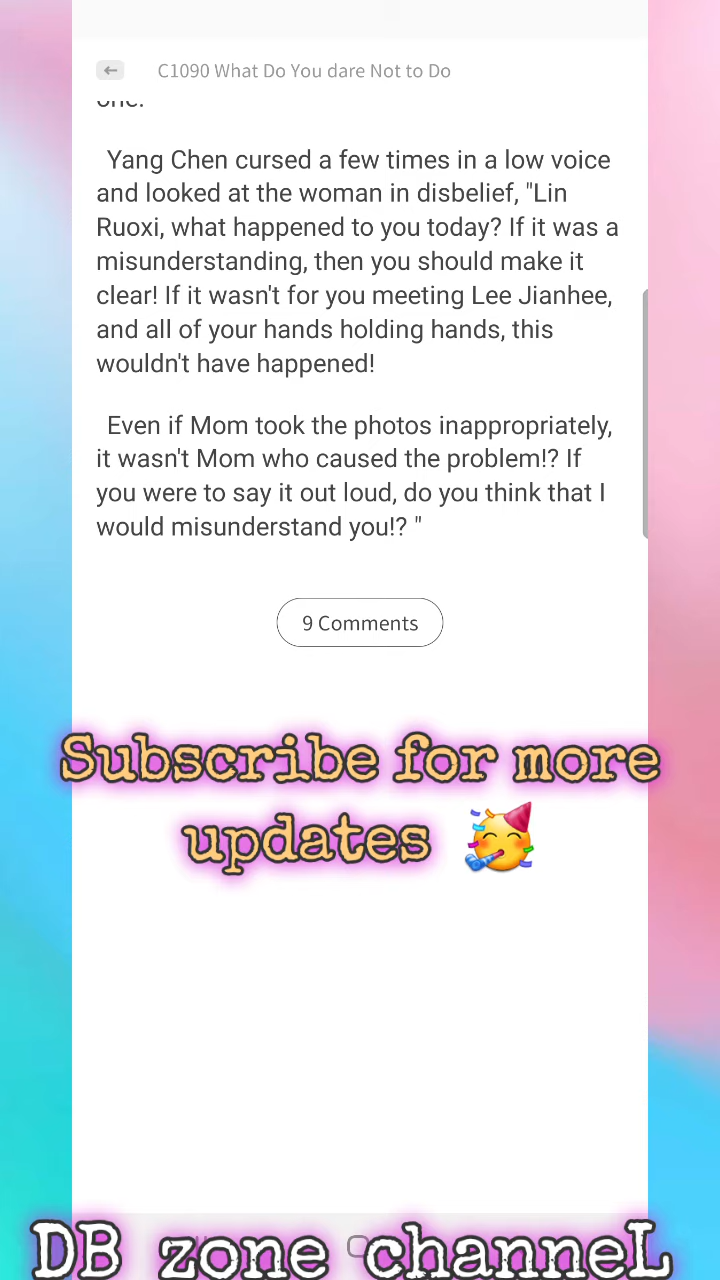 C1090 What Do You dare Not to Do
one.
Yang Chen cursed a few times in a low voice
and looked at the woman in disbelief, "Lin
Ruoxi, what happened to you today? If it was a
misunderstanding, then you should make it
clear! If it wasn't for you meeting Lee Jianhee,
and all of your hands holding hands, this
wouldn't have happened!
Even if Mom took the photos inappropriately,
it wasn't Mom who caused the problem!? If
you were to say it out loud, do you think that I
would misunderstand you!? "
9 Comments
Subscribe for more
updates 🥳
DB zone channeL